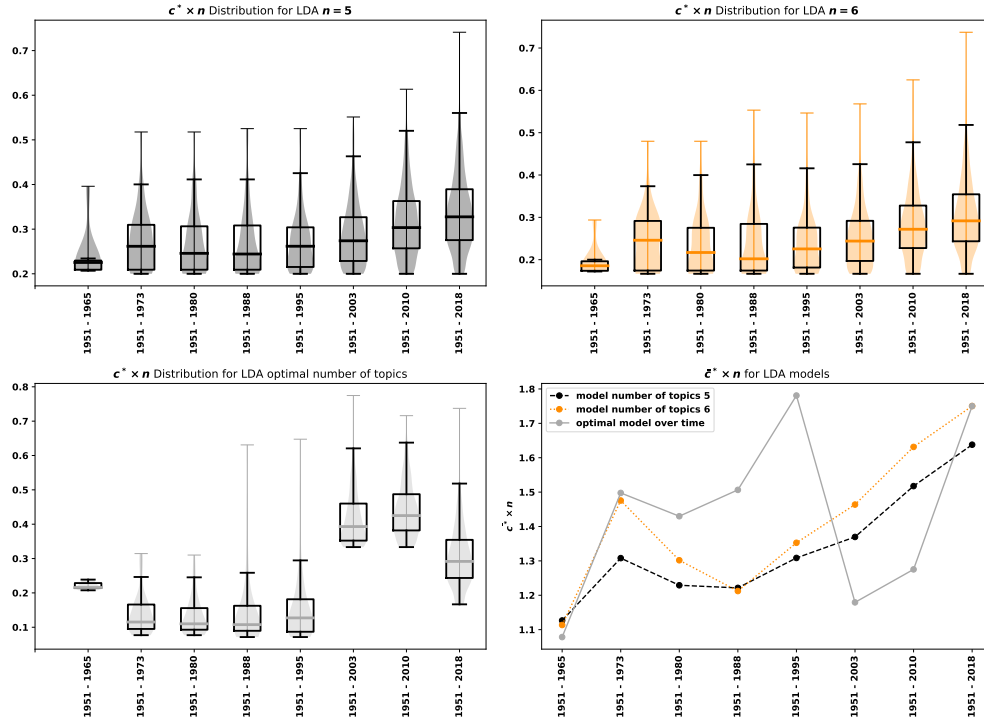 c* × n Distribution for LDA n = 5
0.7
0.6
0.5
0.4
0.3
0.2
1951 - 1965
1951 - 1973
1951 - 1980
1951 - 1988
1951 - 1995
1951 - 2003
1951 - 2010
1951 - 2018
c* × n Distribution for LDA n = 6
0.7
0.6
0.5
0.4
0.3
0.2
1951 - 1965
1951 - 1973
1951 - 1980
1951 - 1988
1951 - 1995
1951 - 2003
1951 - 2010
1951 - 2018
c* × n Distribution for LDA optimal number of topics
0.8
0.7
0.6
0.5
0.4
0.3
0.2
0.1
1951 - 1965
1951 - 1973
1951 - 1980
1951 - 1988
1951 - 1995
1951 - 2003
1951 - 2010
1951 - 2018
c̄* × n for LDA models
model number of topics 5
model number of topics 6
optimal model over time
c̄* × n
1.8
1.7
1.6
1.5
1.4
1.3
1.2
1.1
1951 - 1965
1951 - 1973
1951 - 1980
1951 - 1988
1951 - 1995
1951 - 2003
1951 - 2010
1951 - 2018